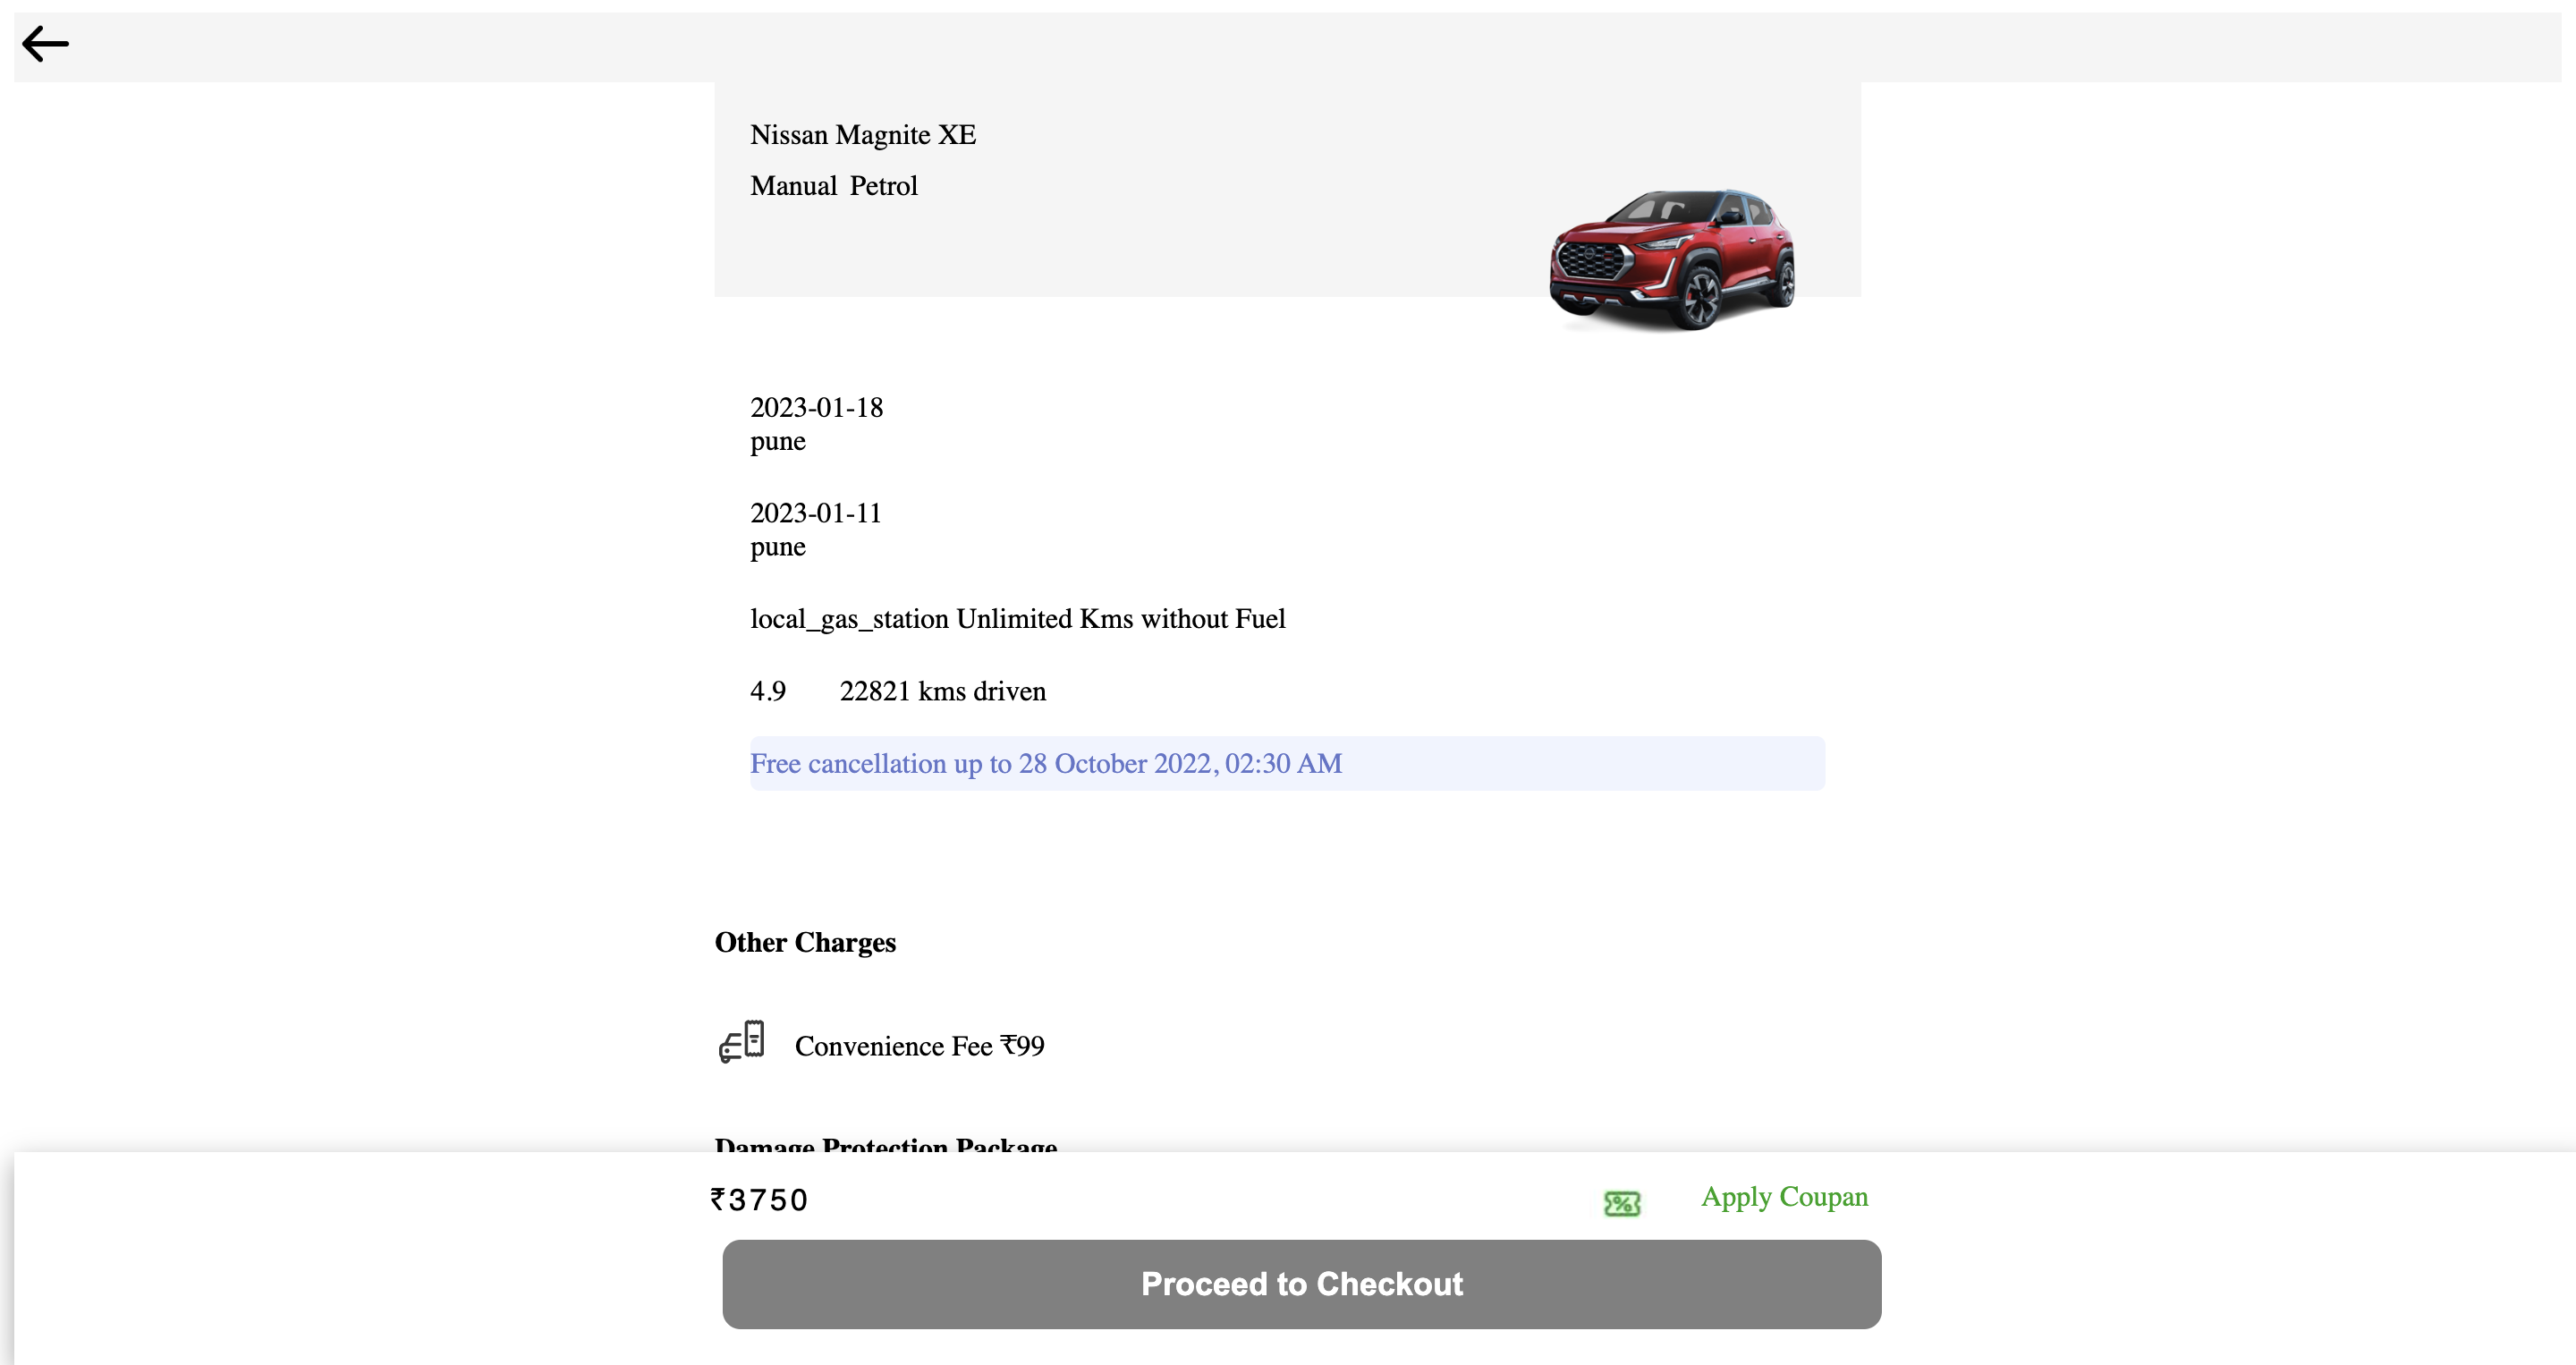 Nissan Magnite XE
Manual Petrol
2023-01-18
pune
2023-01-11
pune
local_gas_station Unlimited Kms without Fuel
4.9 22821 kms driven
Free cancellation up to 28 October 2022, 02:30 AM
Other Charges
Convenience Fee ₹99
Damage Protection Package
₹3750
Apply Coupan
Proceed to Checkout